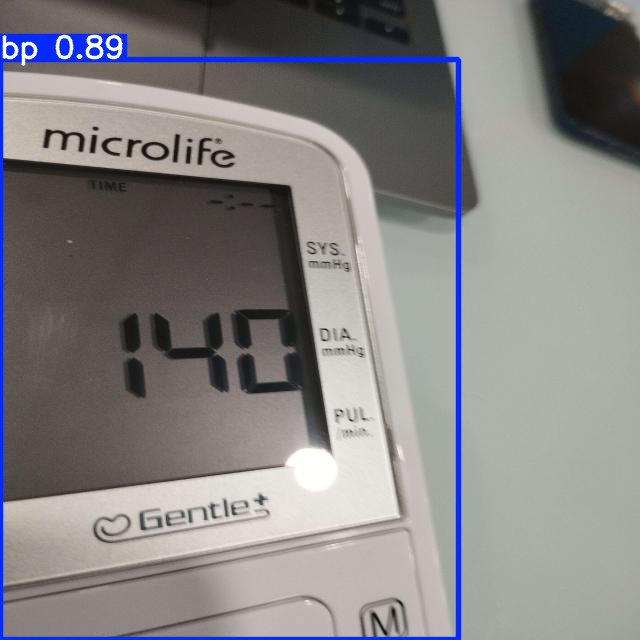 bp 0.89
microlife®
TIME
-:--
SYS.
mmHg
140
DIA.
mmHg
PUL.
/min.
Gentle+
M